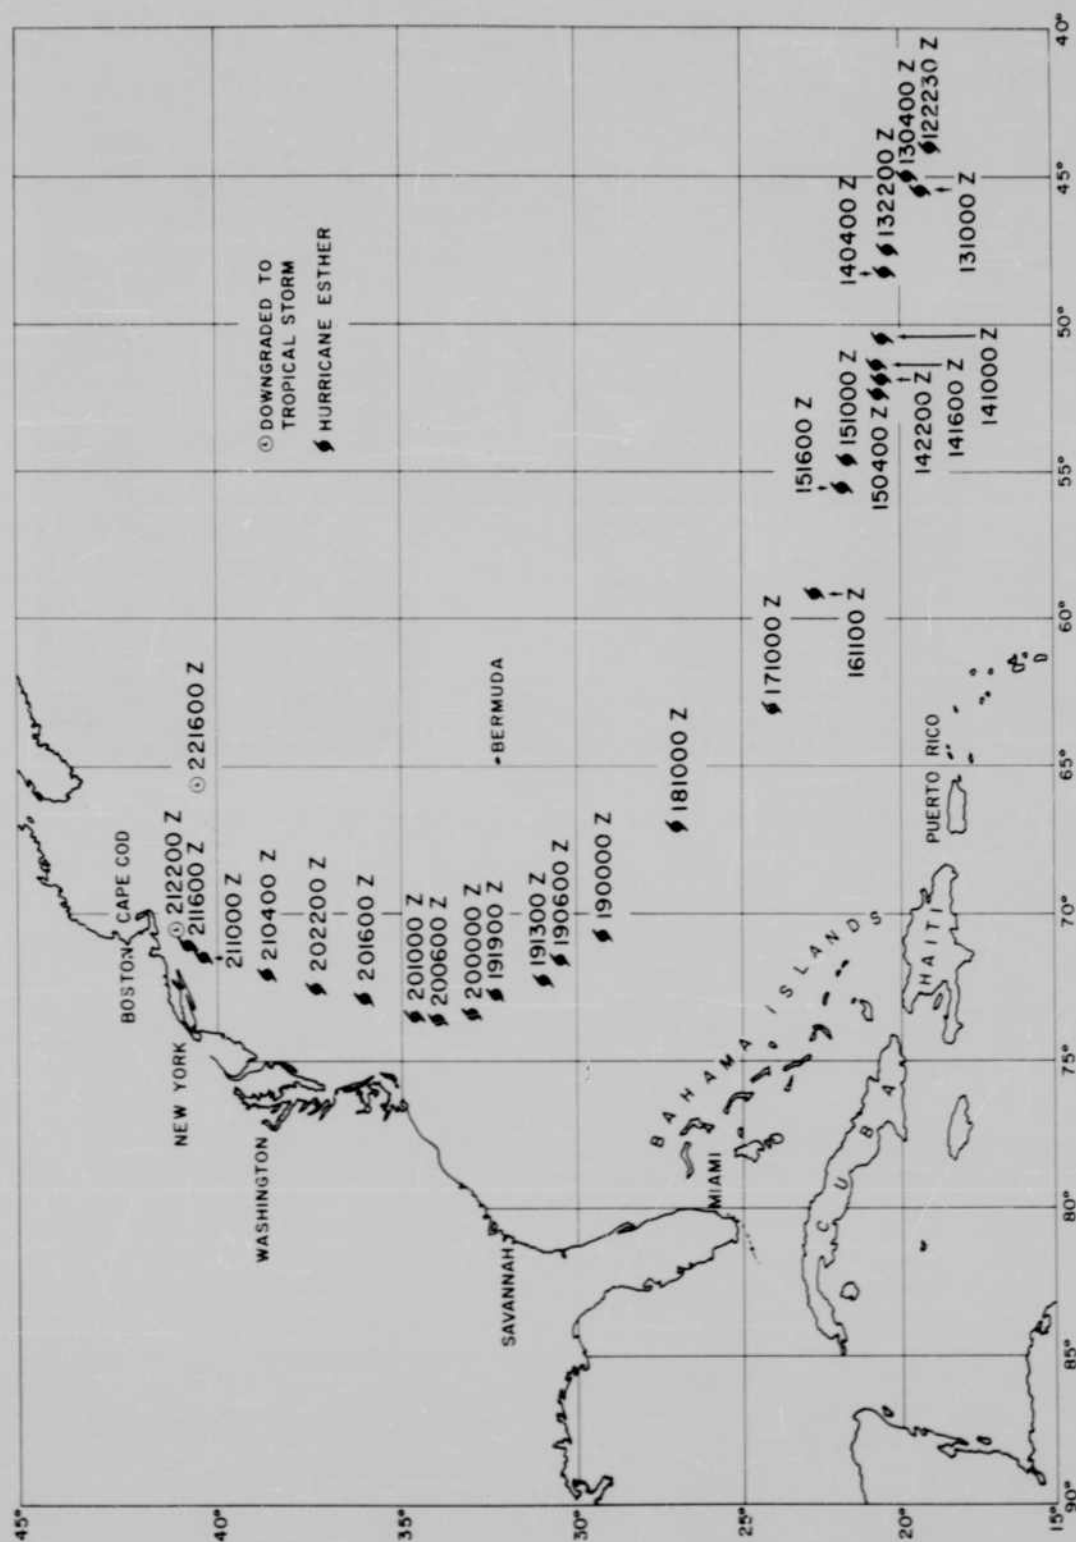 45°
40°
35°
30°
25°
20°
15°
90°
85°
80°
75°
70°
65°
60°
55°
50°
45°
40°
BOSTON
CAPE COD
NEW YORK
WASHINGTON
SAVANNAH
MIAMI
BAHAMA ISLANDS
CUBA
HAITI
PUERTO RICO
BERMUDA
DOWNGRADED TO
TROPICAL STORM
HURRICANE ESTHER
221600 Z
212200 Z
211600 Z
211000 Z
210400 Z
202200 Z
201600 Z
201000 Z
200600 Z
200000 Z
191900 Z
191300 Z
190600 Z
190000 Z
181000 Z
171000 Z
161100 Z
151600 Z
151000 Z
150400 Z
142200 Z
141600 Z
141000 Z
140400 Z
132200 Z
131000 Z
130400 Z
122230 Z